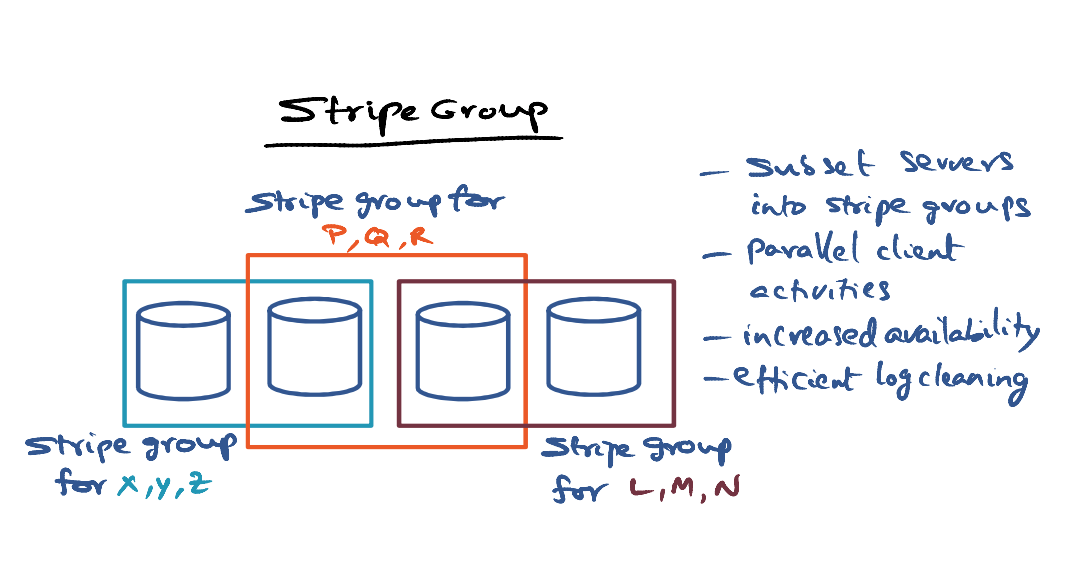 Stripe Group
Stripe group for
P, Q, R
Stripe group
for X, Y, Z
Stripe group
for L, M, N
- Subset servers
into stripe groups
- parallel client
activities
- increased availability
- efficient log cleaning